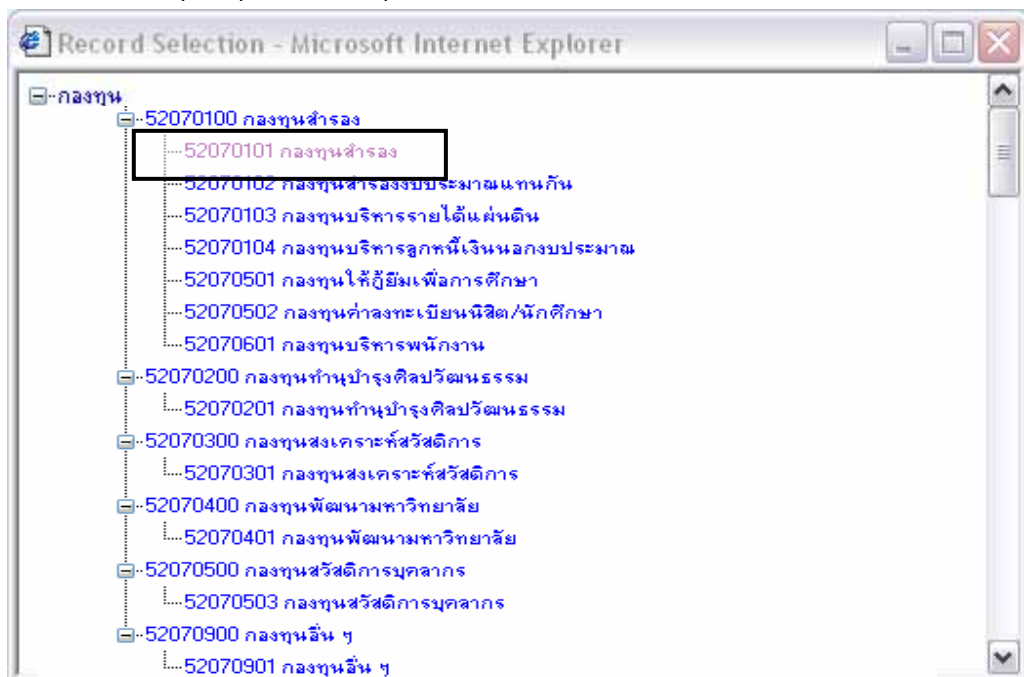 Record Selection - Microsoft Internet Explorer
กองทุน
52070100 กองทุนสำรอง
52070101 กองทุนสำรอง
52070102 กองทุนสำรองงบประมาณแทนกัน
52070103 กองทุนบริหารรายได้แผ่นดิน
52070104 กองทุนบริหารลูกหนี้เงินนอกงบประมาณ
52070501 กองทุนให้กู้ยืมเพื่อการศึกษา
52070502 กองทุนค่าลงทะเบียนนิสิต/นักศึกษา
52070601 กองทุนบริหารพนักงาน
52070200 กองทุนทำนุบำรุงศิลปวัฒนธรรม
52070201 กองทุนทำนุบำรุงศิลปวัฒนธรรม
52070300 กองทุนสงเคราะห์สวัสดิการ
52070301 กองทุนสงเคราะห์สวัสดิการ
52070400 กองทุนพัฒนามหาวิทยาลัย
52070401 กองทุนพัฒนามหาวิทยาลัย
52070500 กองทุนสวัสดิการบุคลากร
52070503 กองทุนสวัสดิการบุคลากร
52070900 กองทุนอื่น ๆ
52070901 กองทุนอื่น ๆ